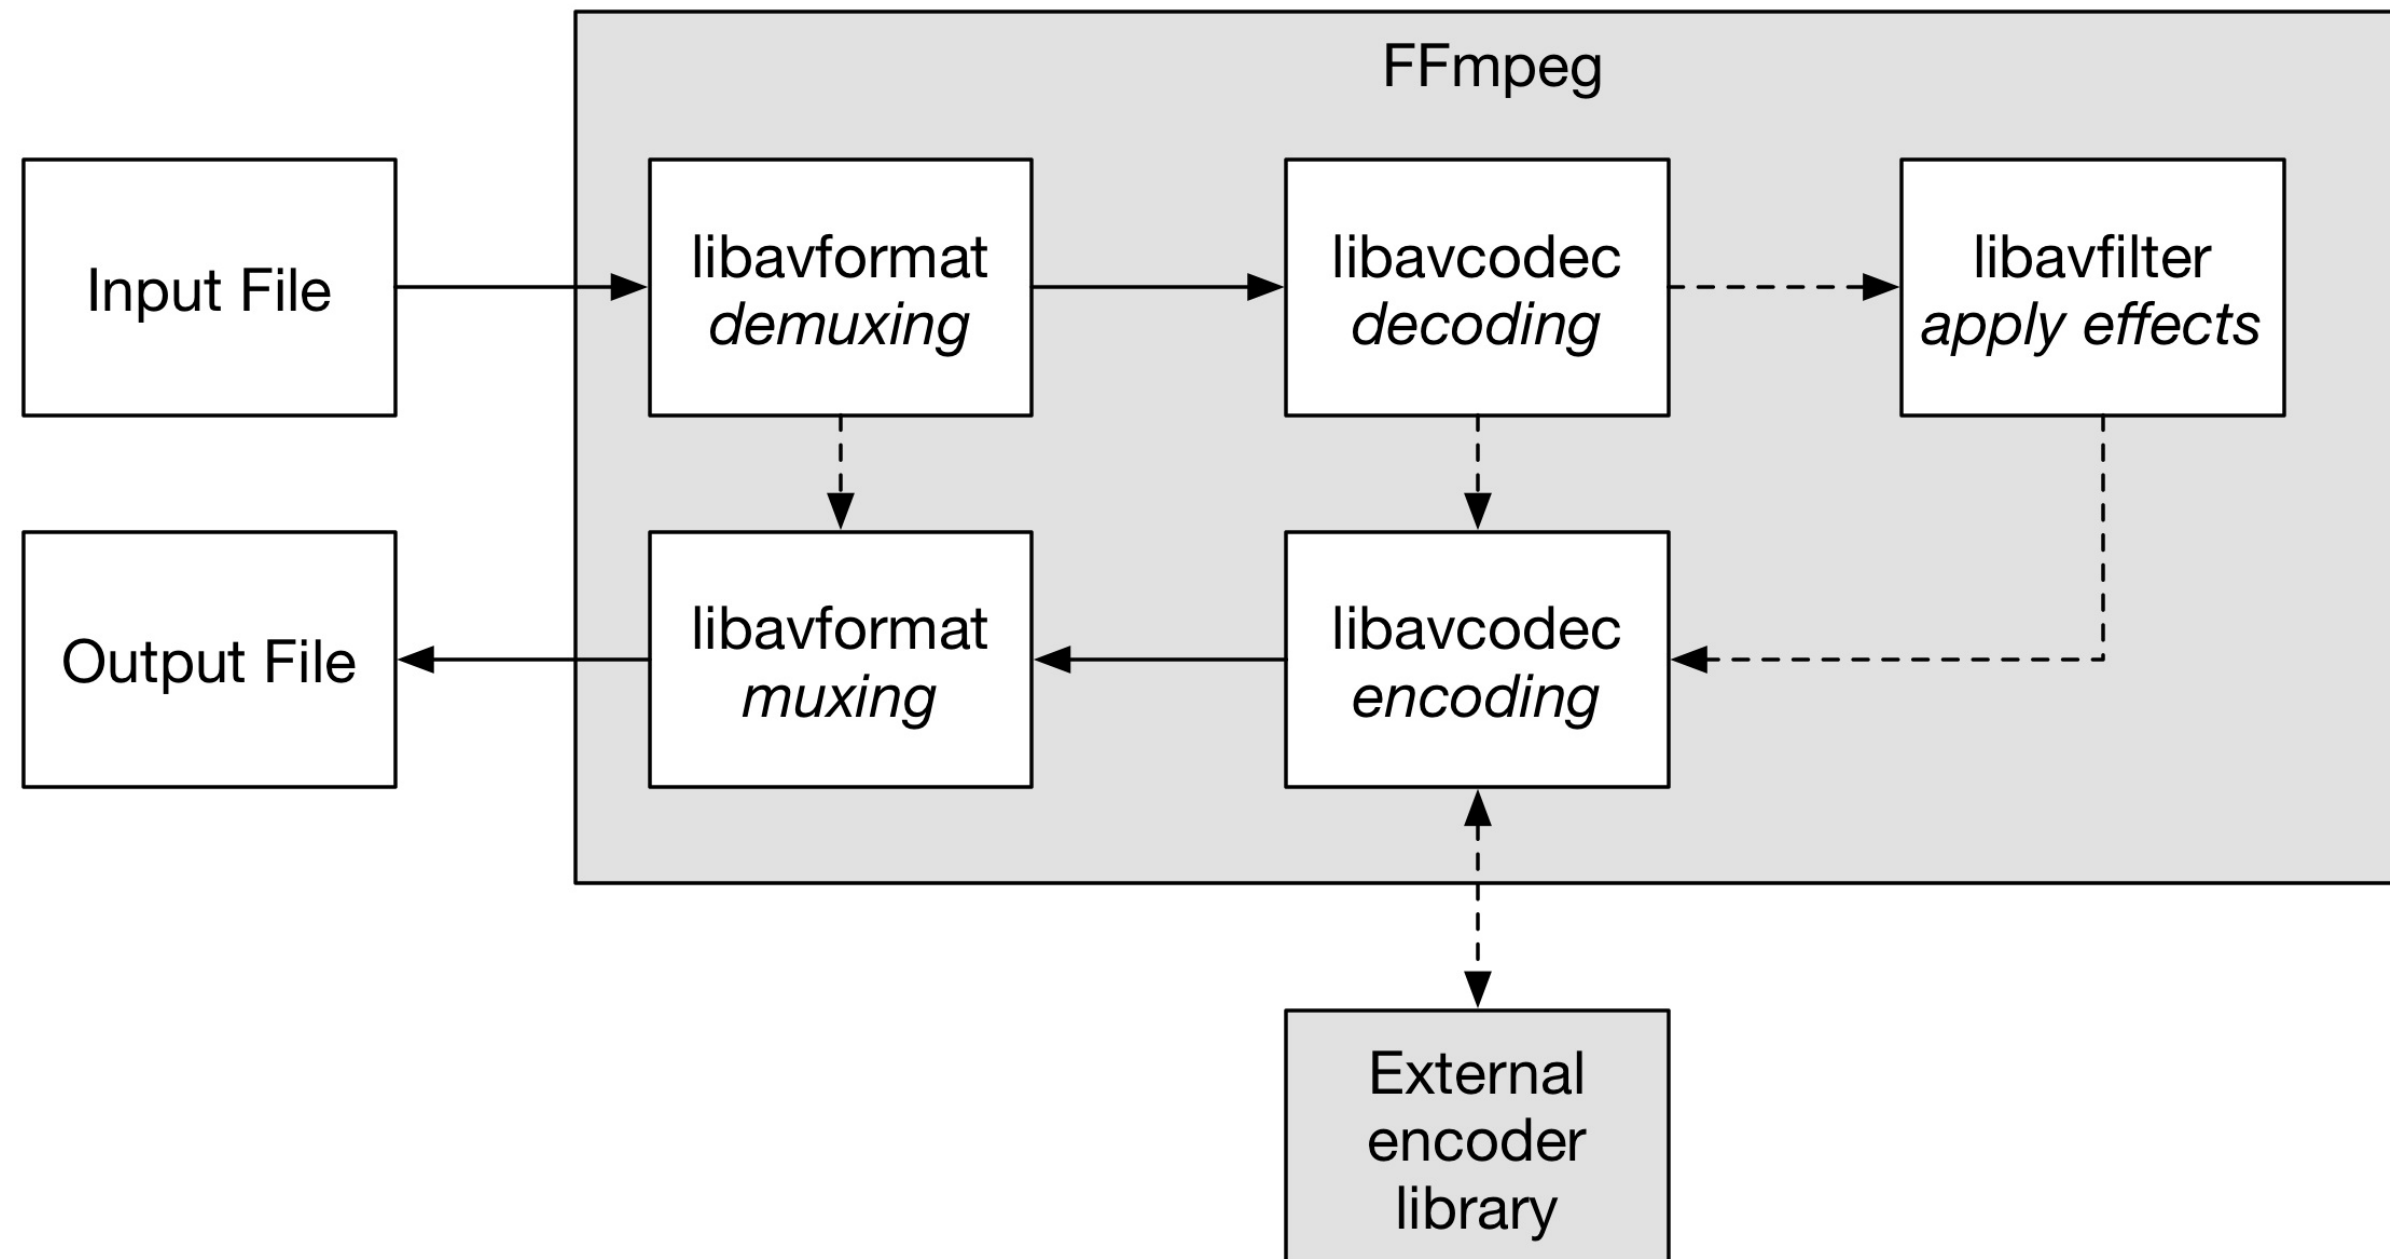 FFmpeg
Input File
libavformat
demuxing
libavcodec
decoding
libavfilter
apply effects
Output File
libavformat
muxing
libavcodec
encoding
External
encoder
library